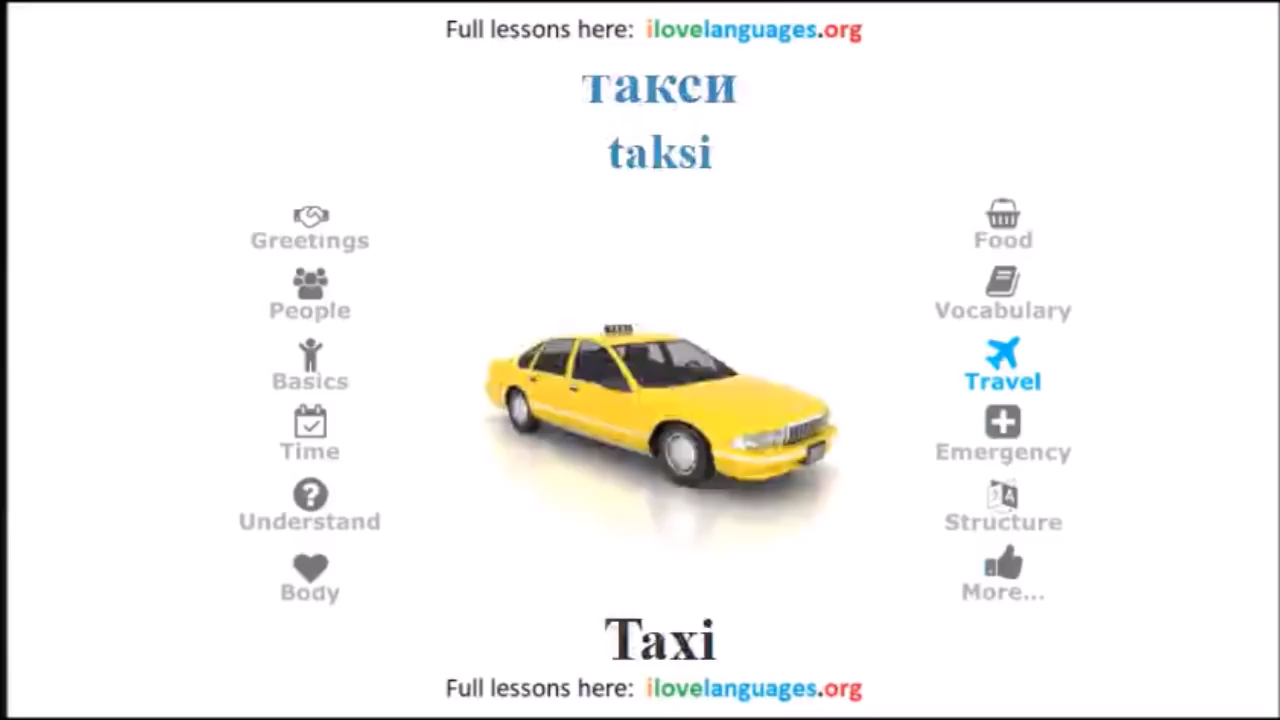 Full lessons here: ilovelanguages.org
такси
taksi
Greetings
People
Basics
Time
Understand
Body
Food
Vocabulary
Travel
Emergency
Structure
More...
Taxi
Full lessons here: ilovelanguages.org